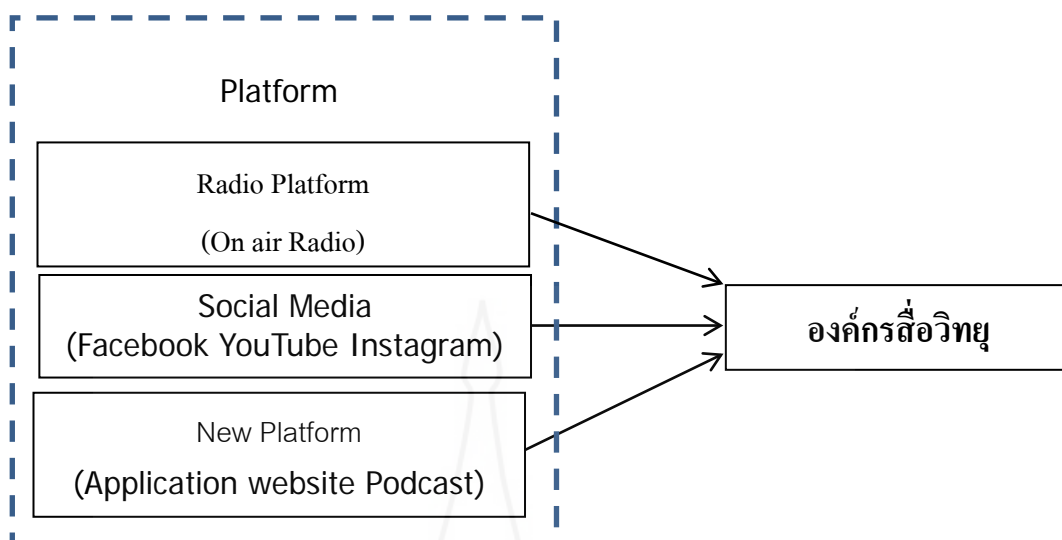 Platform
Radio Platform
(On air Radio)
Social Media
(Facebook YouTube Instagram)
New Platform
(Application website Podcast)
องค์กรสื่อวิทยุ